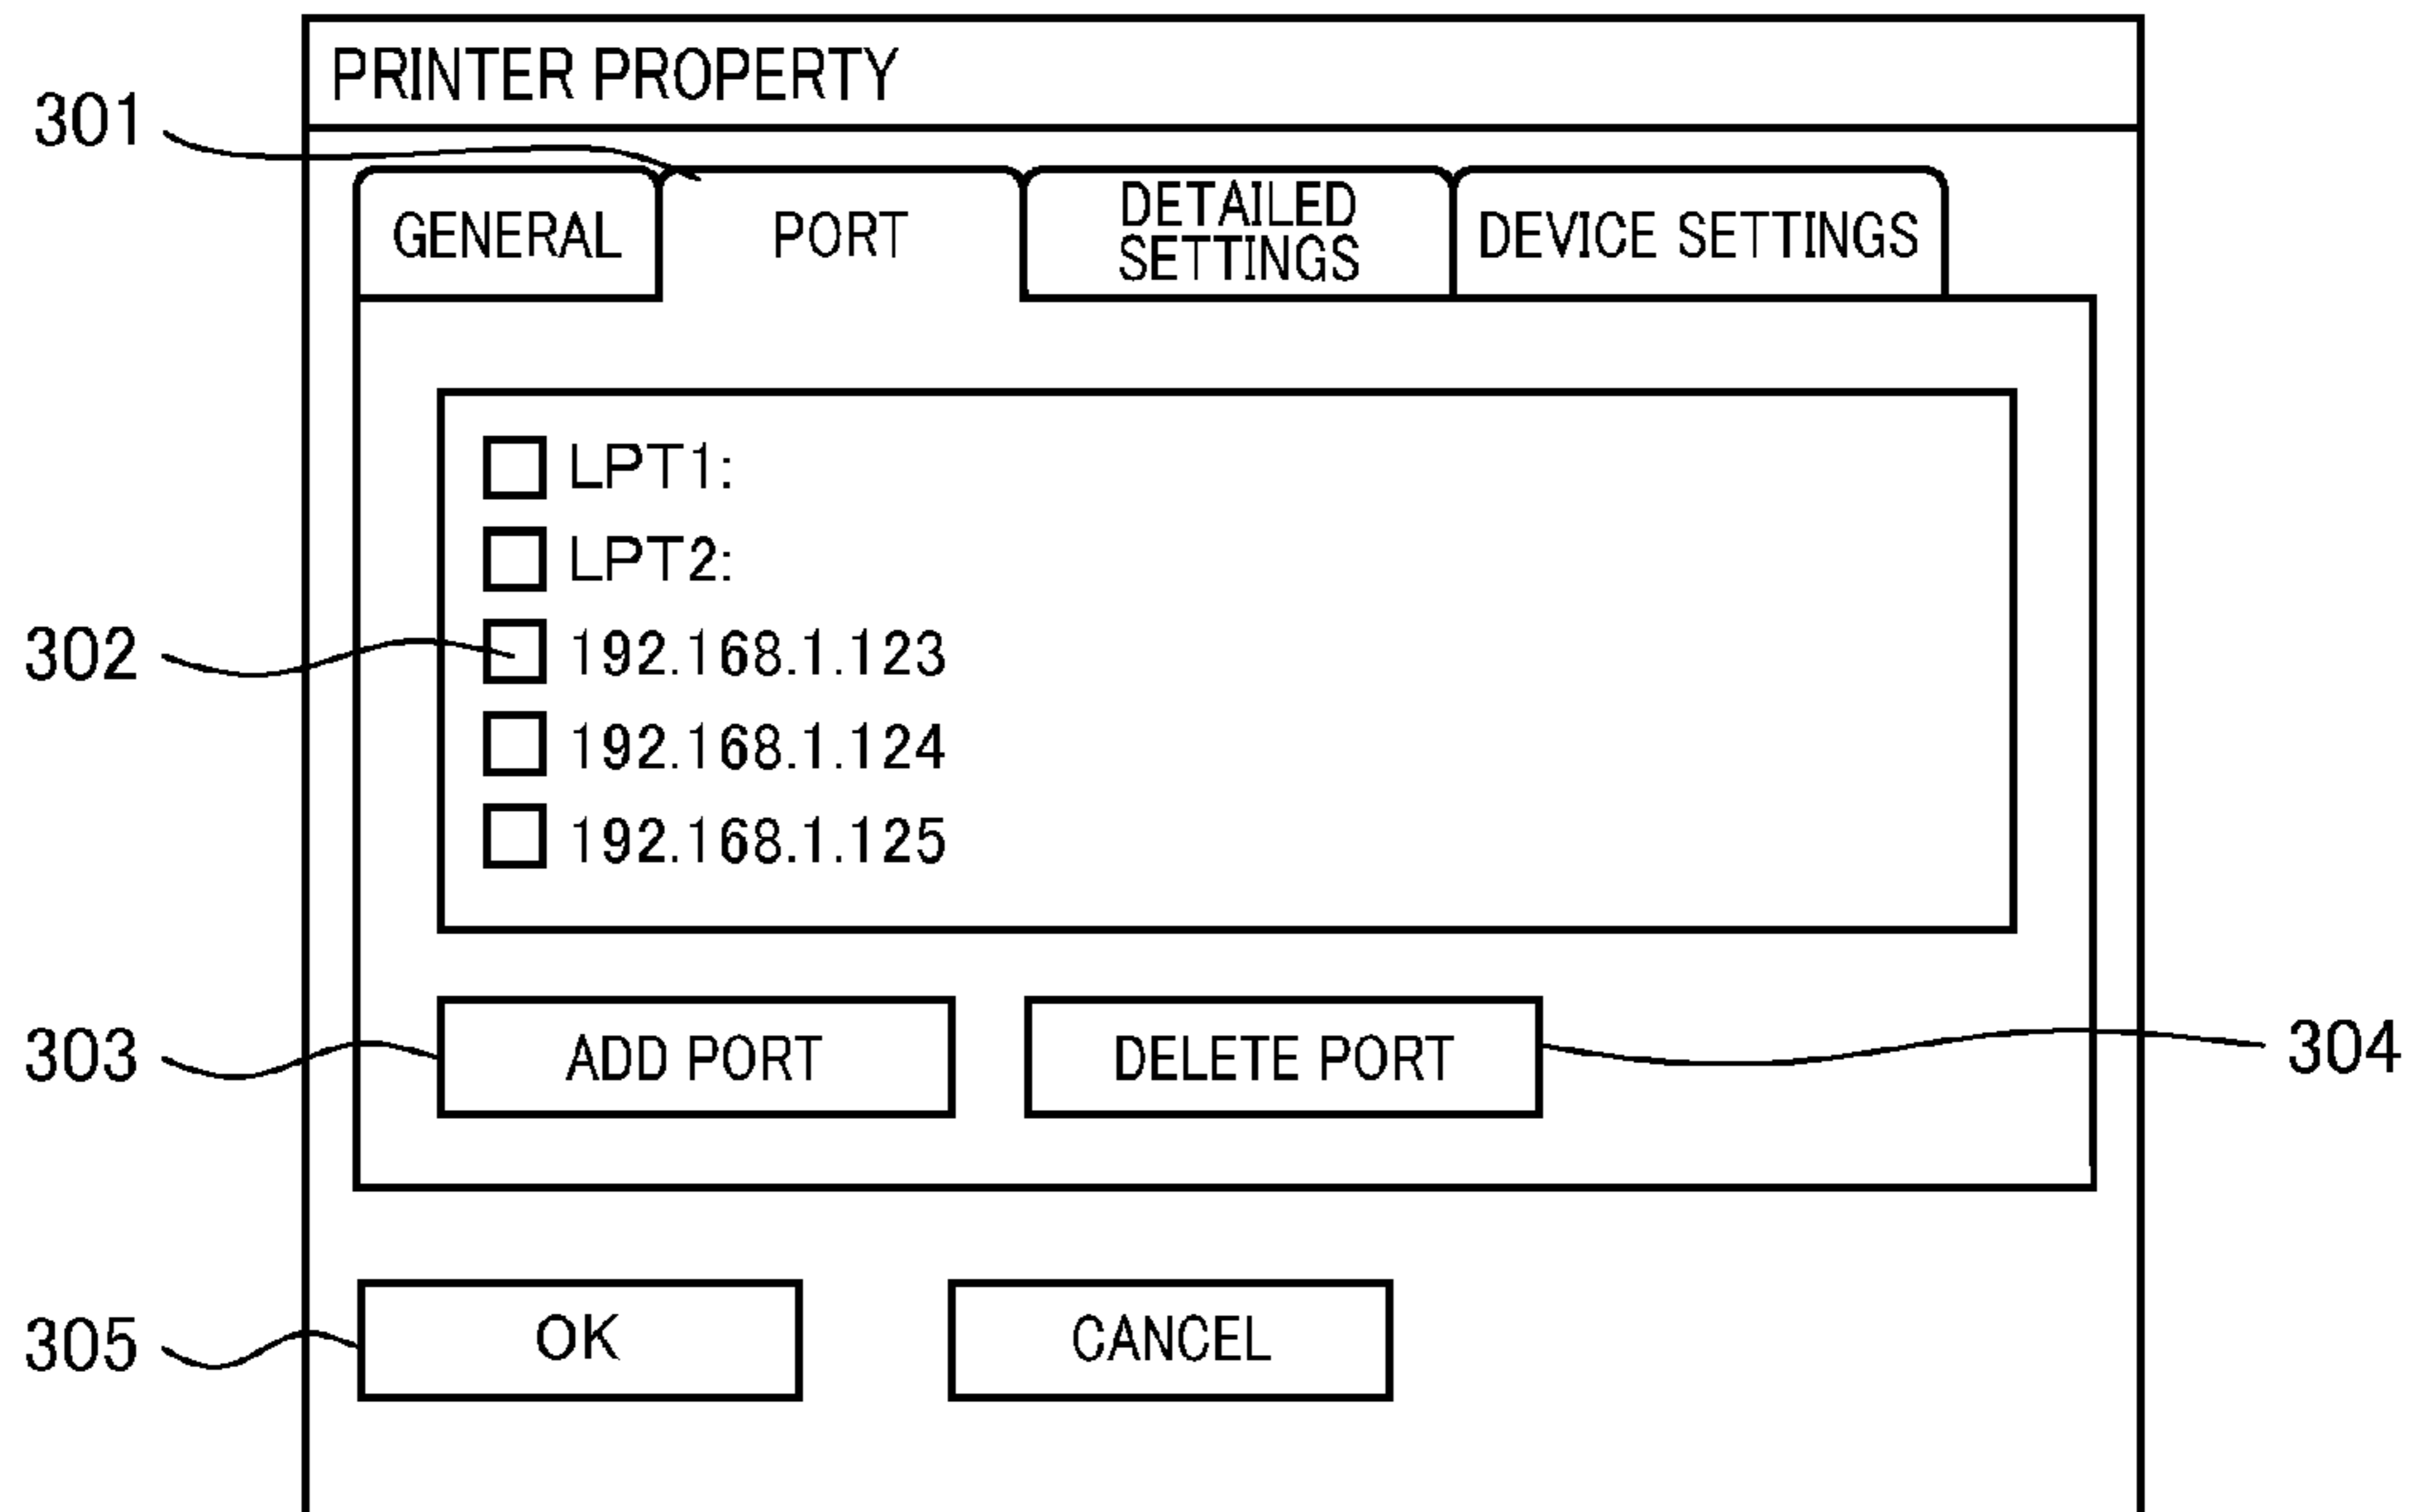 PRINTER PROPERTY
301
GENERAL
PORT
DETAILED
SETTINGS
DEVICE SETTINGS
LPT1:
LPT2:
302
192.168.1.123
192.168.1.124
192.168.1.125
303
ADD PORT
DELETE PORT
304
305
OK
CANCEL